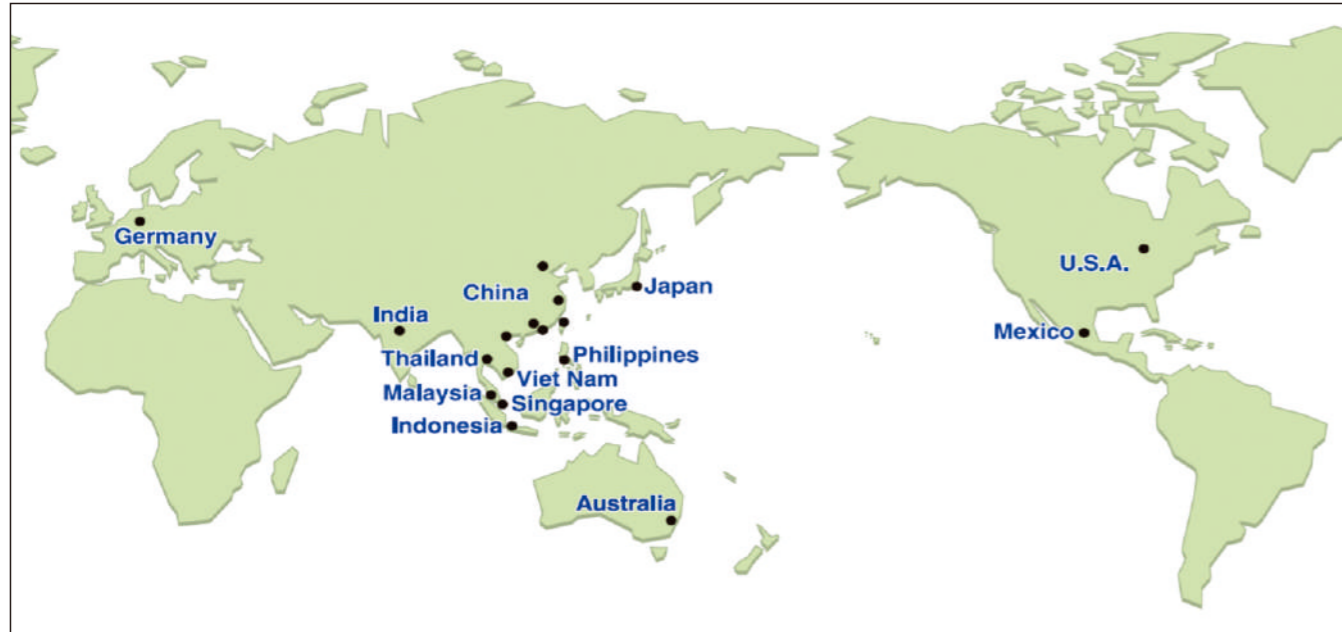 Germany
U.S.A.
China
Japan
India
Mexico
Thailand
Philippines
Viet Nam
Malaysia
Singapore
Indonesia
Australia